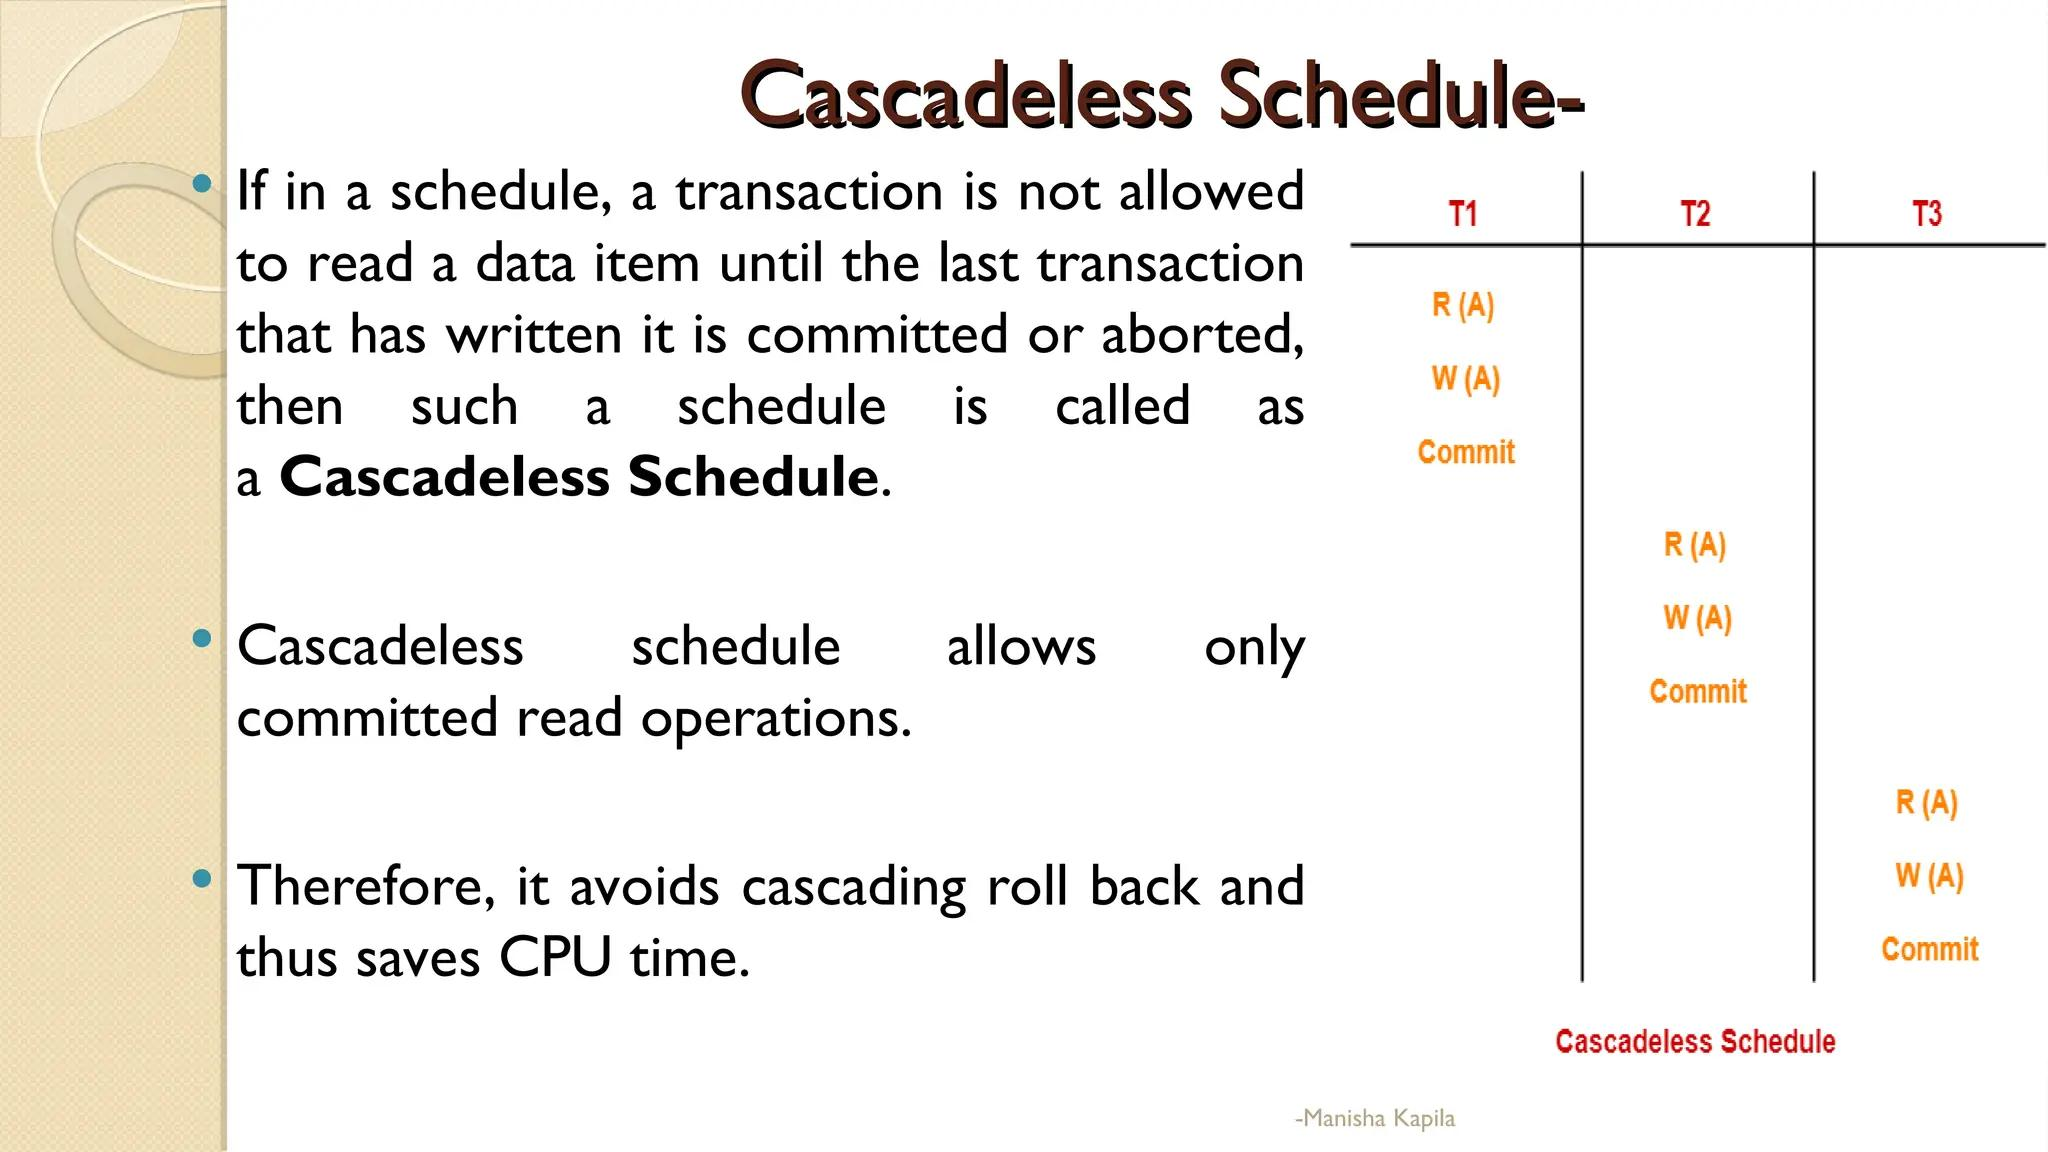 Cascadeless Schedule-
• If in a schedule, a transaction is not allowed
to read a data item until the last transaction
that has written it is committed or aborted,
then such a schedule is called as
a Cascadeless Schedule.
• Cascadeless schedule allows only
committed read operations.
• Therefore, it avoids cascading roll back and
thus saves CPU time.
T1 T2 T3
R (A)
W (A)
Commit
R (A)
W (A)
Commit
R (A)
W (A)
Commit
Cascadeless Schedule
-Manisha Kapila